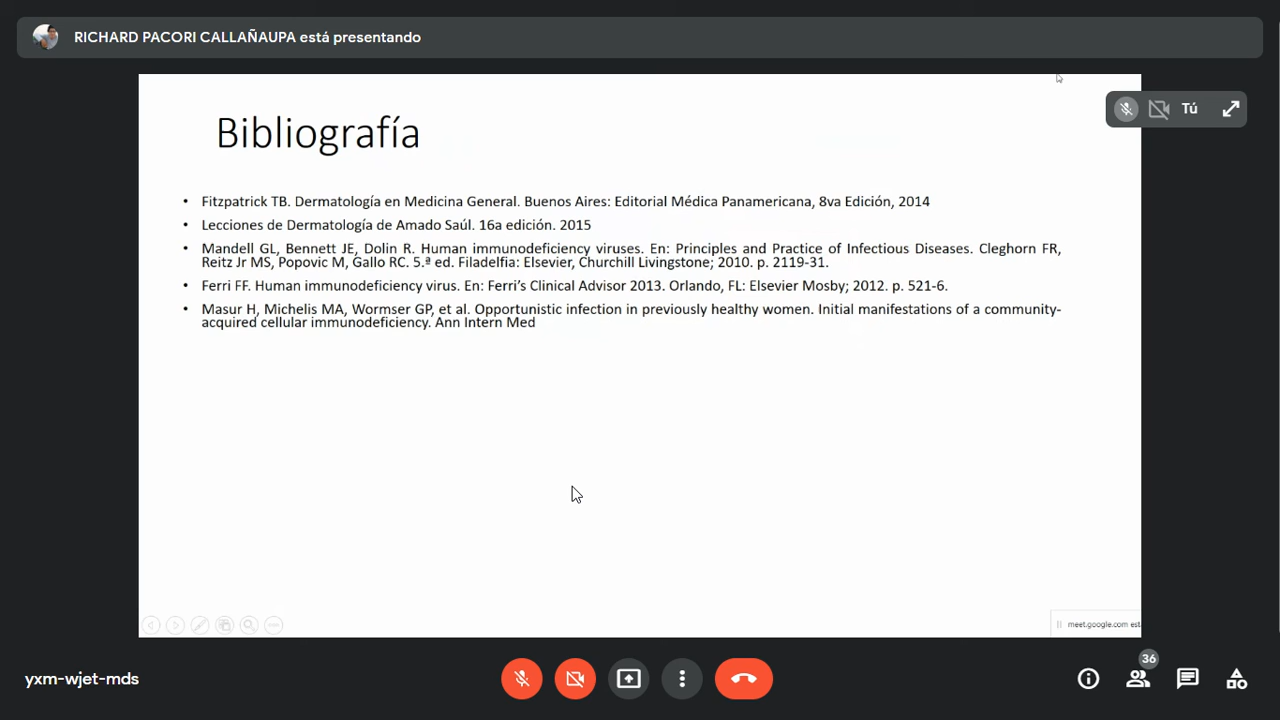 RICHARD PACORI CALLAÑAUPA está presentando
Tú
Bibliografía
• Fitzpatrick TB. Dermatología en Medicina General. Buenos Aires: Editorial Médica Panamericana, 8va Edición, 2014
• Lecciones de Dermatología de Amado Saúl. 16a edición. 2015
• Mandell GL, Bennett JE, Dolin R. Human immunodeficiency viruses. En: Principles and Practice of Infectious Diseases. Cleghorn FR,
Reitz Jr MS, Popovic M, Gallo RC. 5.ª ed. Filadelfia: Elsevier, Churchill Livingstone; 2010. p. 2119-31.
• Ferri FF. Human immunodeficiency virus. En: Ferri’s Clinical Advisor 2013. Orlando, FL: Elsevier Mosby; 2012. p. 521-6.
• Masur H, Michelis MA, Wormser GP, et al. Opportunistic infection in previously healthy women. Initial manifestations of a community-
acquired cellular immunodeficiency. Ann Intern Med
meet.google.com est
yxm-wjet-mds
36